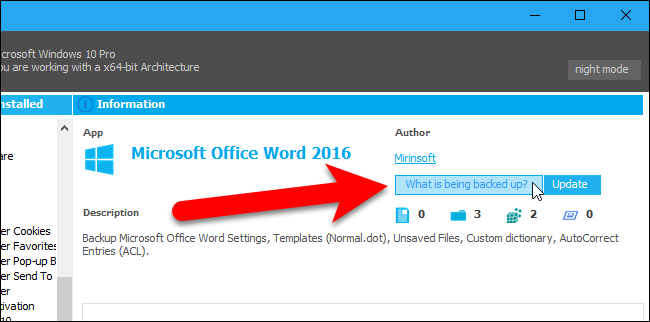 crosoft Windows 10 Pro
ou are working with a x64-bit Architecture
night mode
nstalled
Information
App
Author
Microsoft Office Word 2016
Mirinsoft
What is being backed up?
Update
0
3
2
0
Description
Backup Microsoft Office Word Settings, Templates (Normal.dot), Unsaved Files, Custom dictionary, AutoCorrect
Entries (ACL).
are
er Cookies
er Favorites
er Pop-up B
er Send To
er
tivation
10